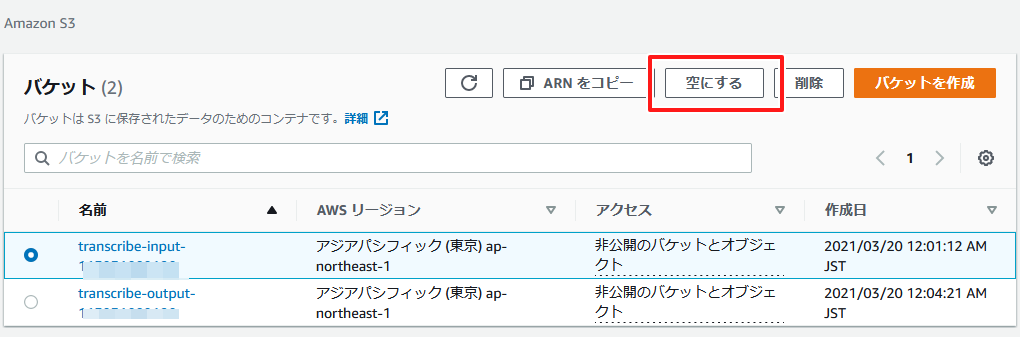 Amazon S3
バケット (2)
ARN をコピー
空にする
削除
バケットを作成
バケットは S3 に保存されたデータのためのコンテナです。詳細
バケットを名前で検索
1
名前
AWS リージョン
アクセス
作成日
transcribe-input-
アジアパシフィック (東京) ap-
northeast-1
非公開のバケットとオブジェ
クト
2021/03/20 12:01:12 AM
JST
transcribe-output-
アジアパシフィック (東京) ap-
northeast-1
非公開のバケットとオブジェ
クト
2021/03/20 12:04:21 AM
JST